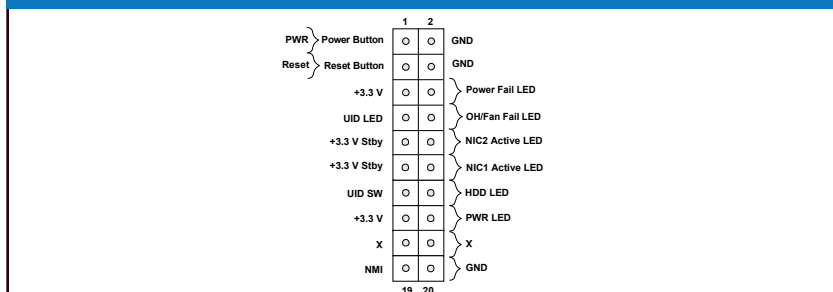 1 2
PWR Power Button GND
Reset Reset Button GND
+3.3 V Power Fail LED
UID LED OH/Fan Fail LED
+3.3 V Stby NIC2 Active LED
+3.3 V Stby NIC1 Active LED
UID SW HDD LED
+3.3 V PWR LED
X X
NMI GND
19 20